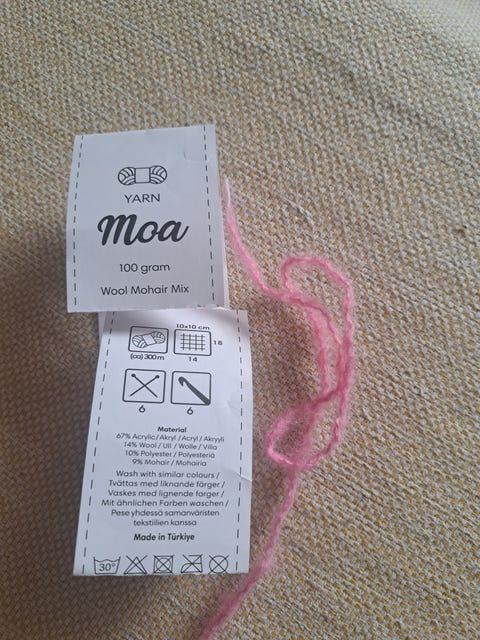 YARN
Moa
100 gram
Wool Mohair Mix
10x10 cm
18
(ca) 300m
14
6
6
Material
67% Acrylic/Akryl /Acryl / Akryyli
14% Wool / Ull / Wolle / Villa
10% Polyester / Polyesteriä
9% Mohair / Mohairia
Wash with similar colours /
Tvättas med liknande färger /
Vaskes med lignende farger /
Mit ähnlichen Farben waschen /
Pese yhdessä samanväristen
tekstiilien kanssa
Made in Türkiye
30°